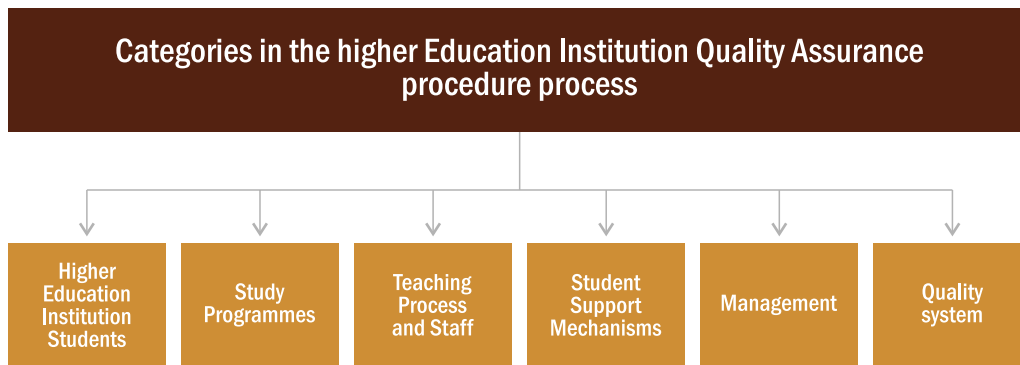 Categories in the higher Education Institution Quality Assurance
procedure process
Higher
Education
Institution
Students
Study
Programmes
Teaching
Process
and Staff
Student
Support
Mechanisms
Management
Quality
system